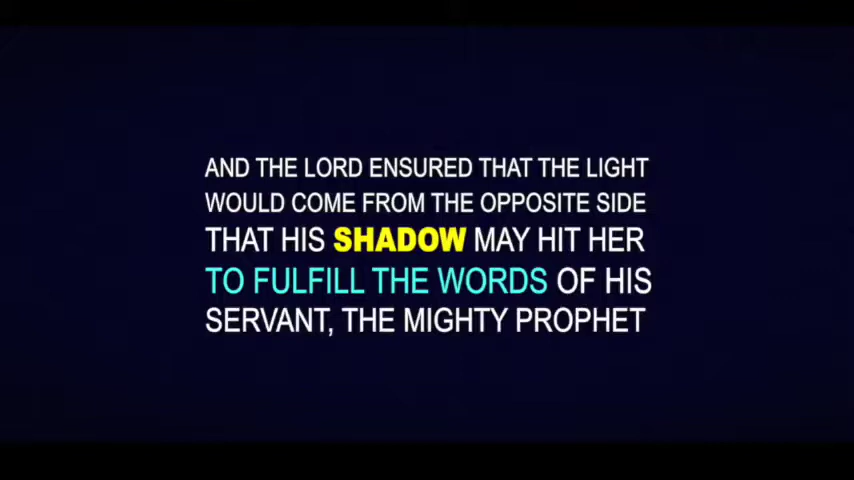 AND THE LORD ENSURED THAT THE LIGHT
WOULD COME FROM THE OPPOSITE SIDE
THAT HIS SHADOW MAY HIT HER
TO FULFILL THE WORDS OF HIS
SERVANT, THE MIGHTY PROPHET